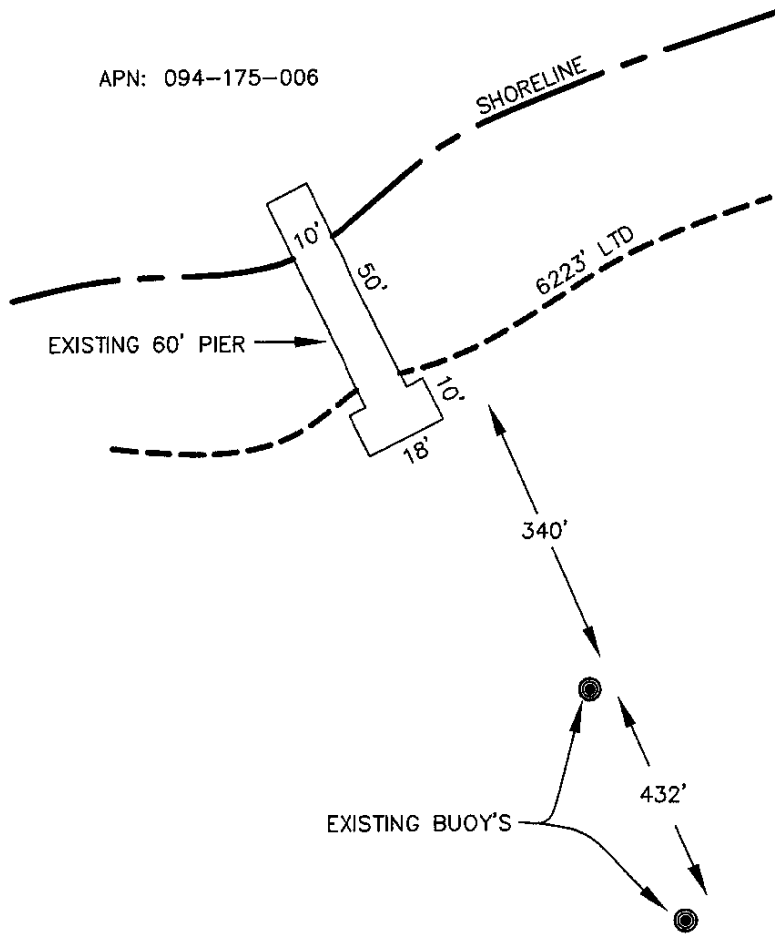 APN: 094-175-006
SHORELINE
10'
50'
6223' LTD
EXISTING 60' PIER
10'
18'
340'
432'
EXISTING BUOY'S